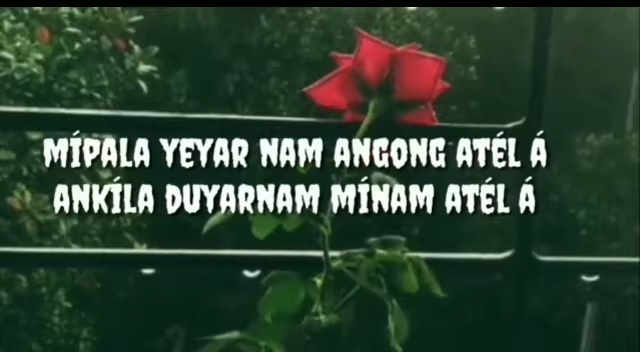 MÍPALA YEYAR NAM ANGONG ATÉL Á
ANKÍLA DUYARNAM MÍNAM ATÉL Á